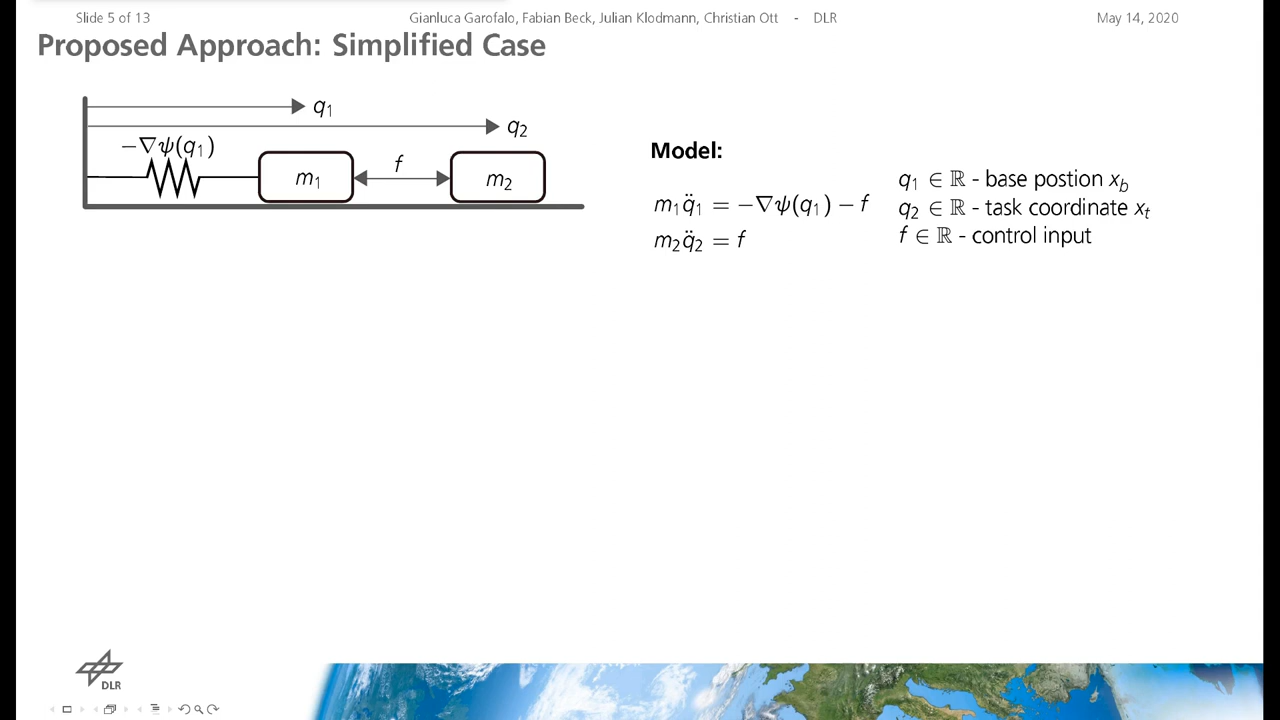 Slide 5 of 13
Gianluca Garofalo, Fabian Beck, Julian Klodmann, Christian Ott - DLR
May 14, 2020
Proposed Approach: Simplified Case
q₁
q₂
−∇ψ(q₁)
m₁
f
m₂
Model:
m₁q̈₁ = −∇ψ(q₁) − f
m₂q̈₂ = f
q₁ ∈ ℝ - base postion x_b
q₂ ∈ ℝ - task coordinate x_t
f ∈ ℝ - control input
DLR